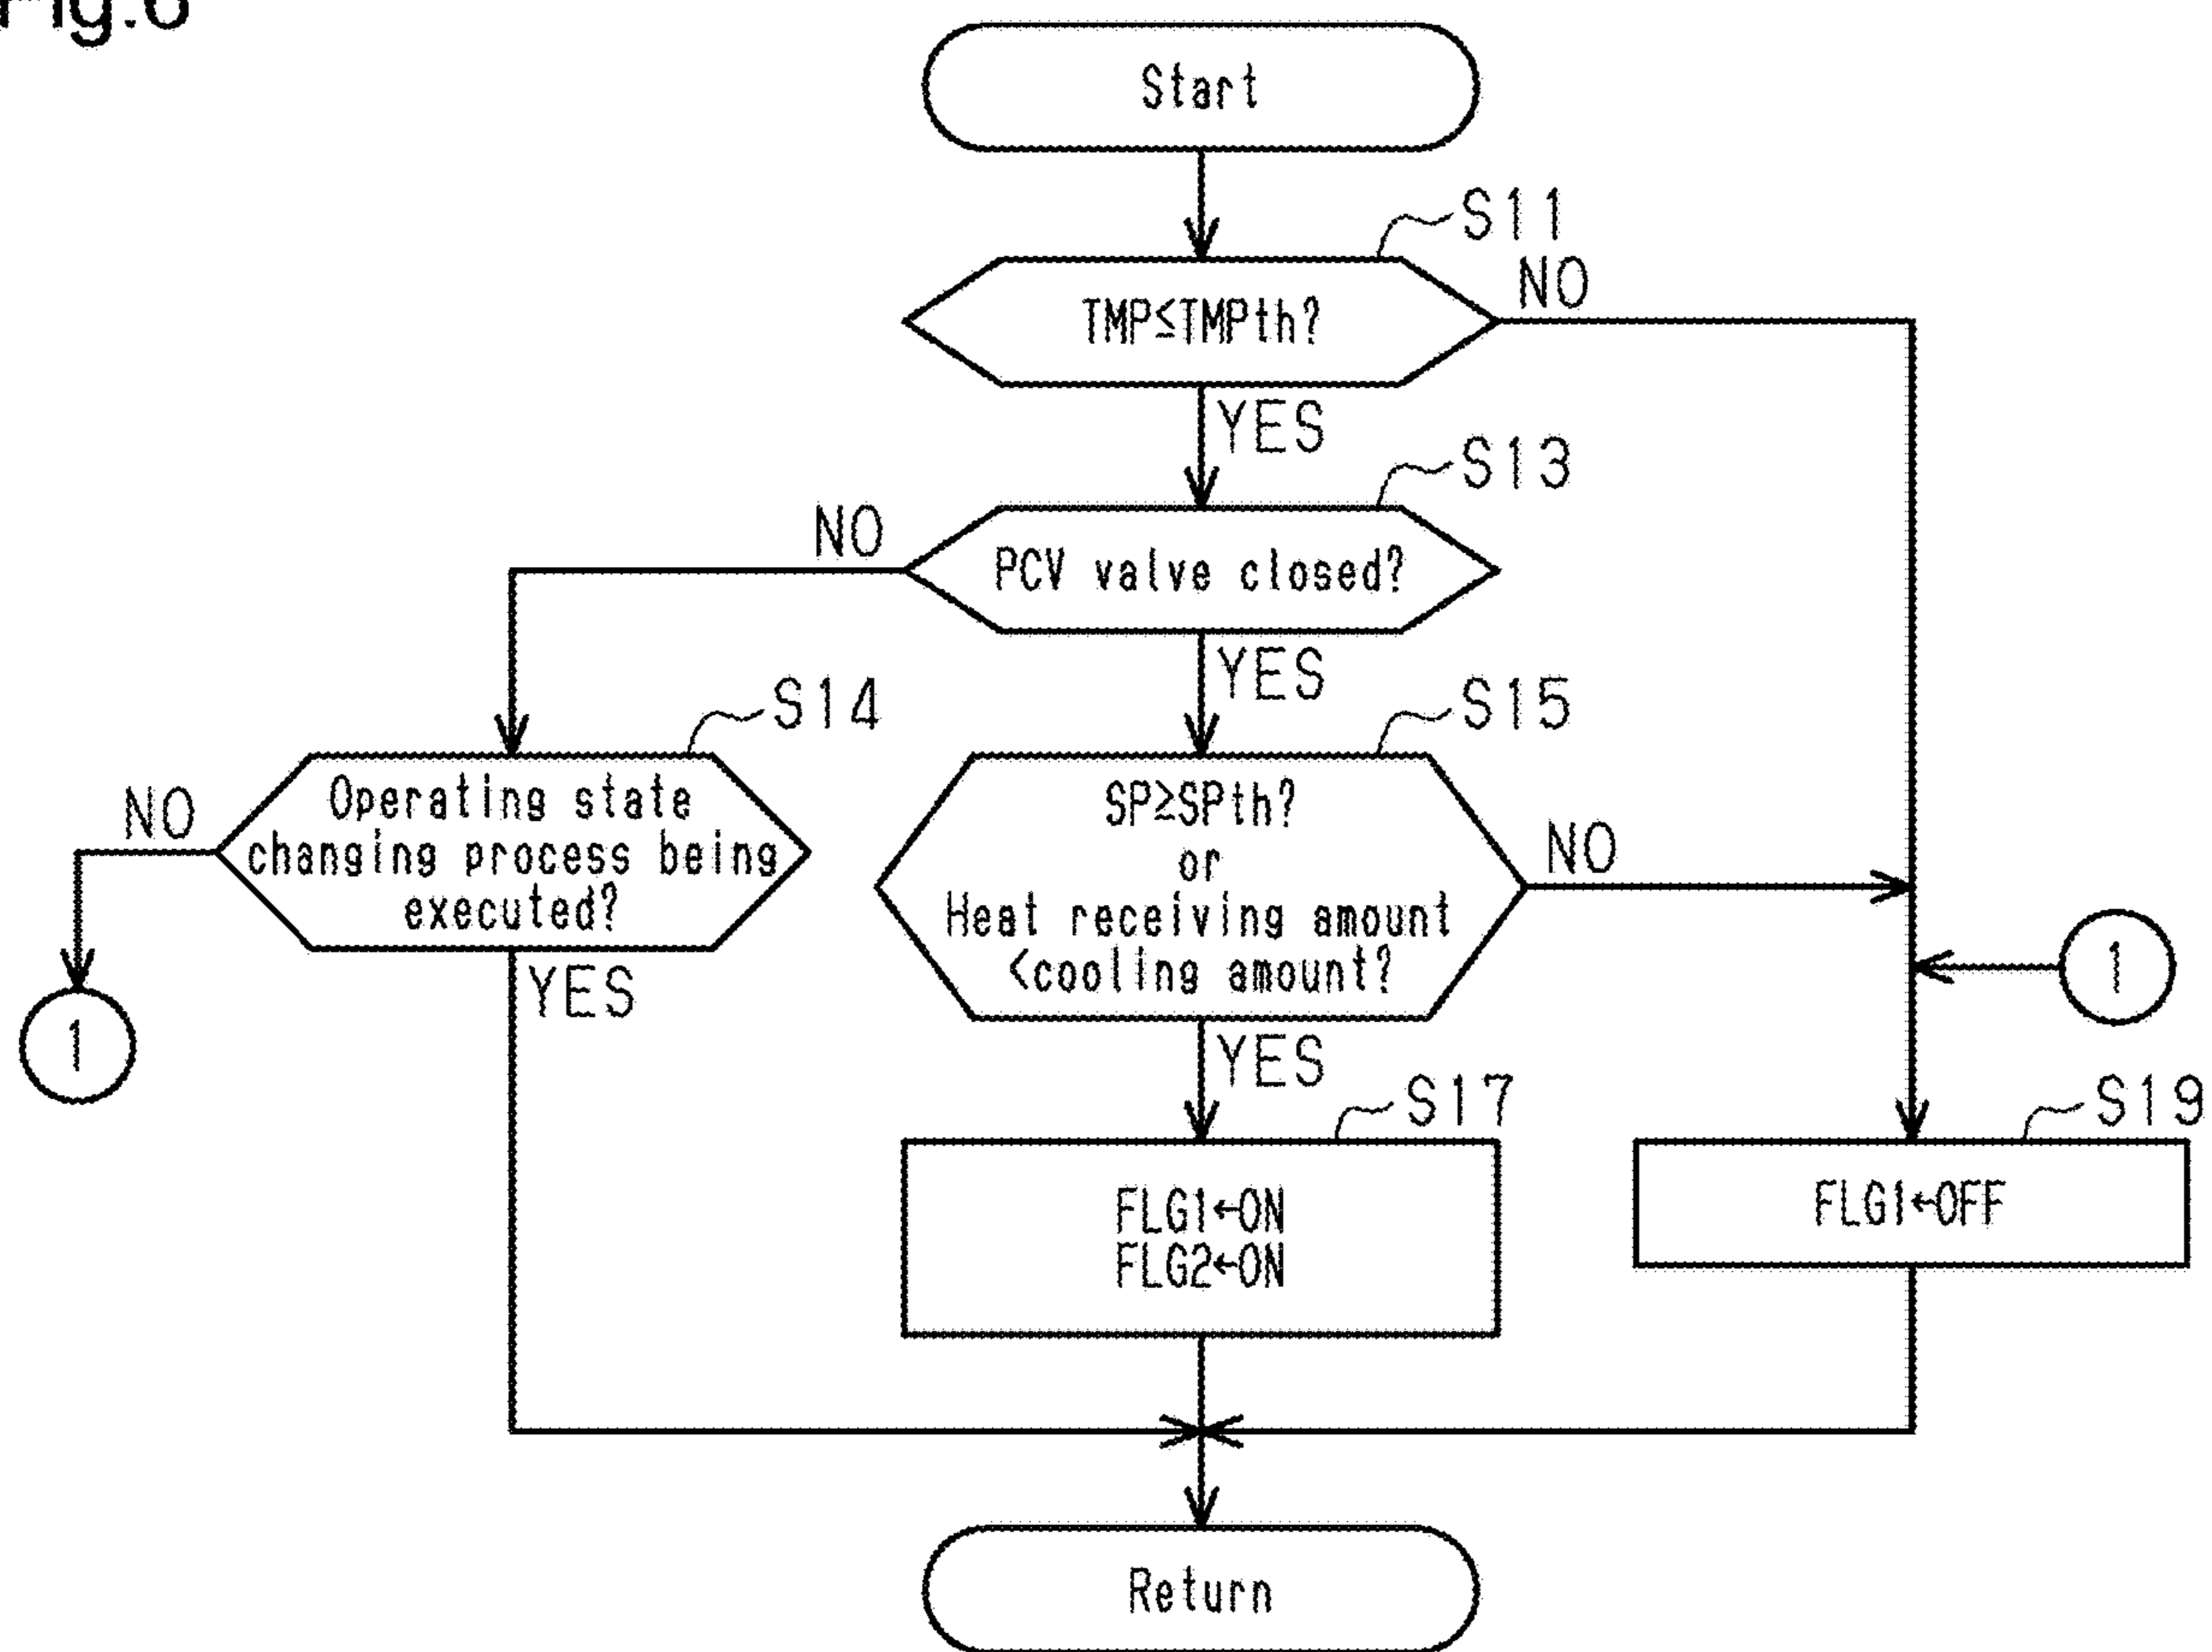 Fig.6
Start
S11
TMP≦TMPth?
NO
YES
S13
NO
PCV valve closed?
YES
S14
S15
NO
Operating state
changing process being
executed?
YES
SP≧SPth?
or
Heat receiving amount
<cooling amount?
NO
YES
1
1
S17
FLG1←ON
FLG2←ON
S19
FLG1←OFF
Return